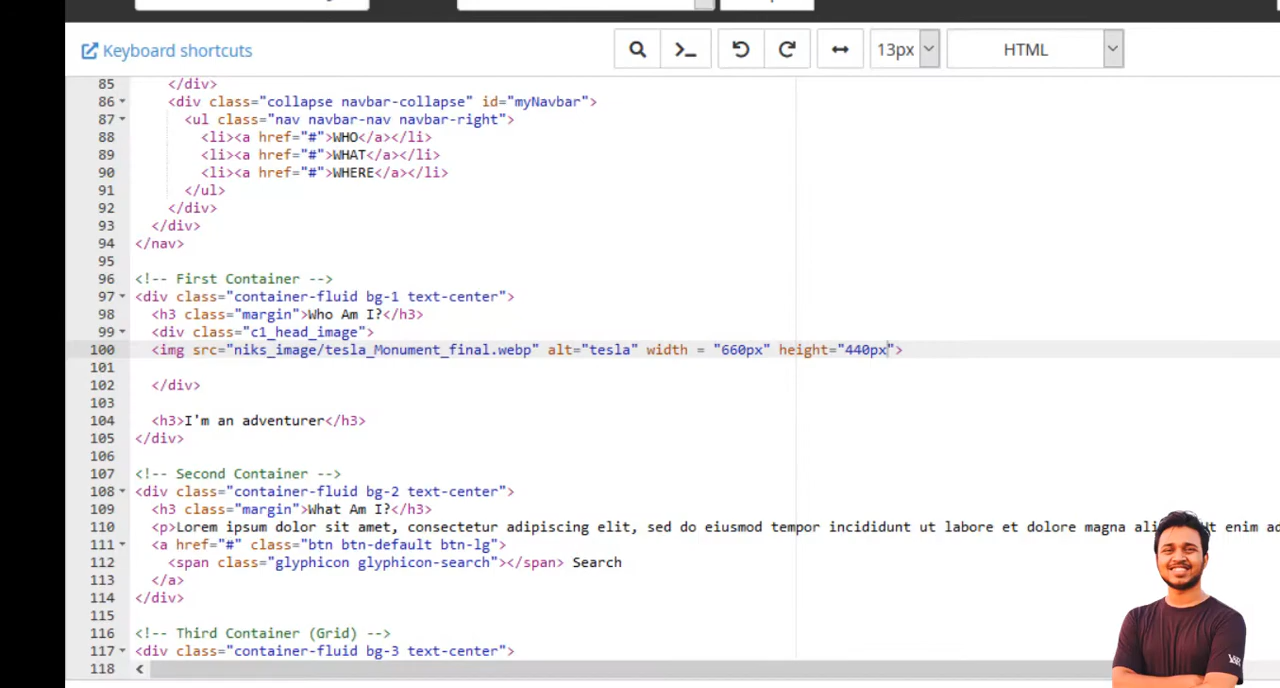 Keyboard shortcuts
13px
HTML
85 </div>
86 <div class="collapse navbar-collapse" id="myNavbar">
87 <ul class="nav navbar-nav navbar-right">
88 <li><a href="#">WHO</a></li>
89 <li><a href="#">WHAT</a></li>
90 <li><a href="#">WHERE</a></li>
91 </ul>
92 </div>
93 </div>
94 </nav>
95
96 <!-- First Container -->
97 <div class="container-fluid bg-1 text-center">
98 <h3 class="margin">Who Am I?</h3>
99 <div class="c1_head_image">
100 <img src="niks_image/tesla_Monument_final.webp" alt="tesla" width = "660px" height="440px">
101
102 </div>
103
104 <h3>I'm an adventurer</h3>
105 </div>
106
107 <!-- Second Container -->
108 <div class="container-fluid bg-2 text-center">
109 <h3 class="margin">What Am I?</h3>
110 <p>Lorem ipsum dolor sit amet, consectetur adipiscing elit, sed do eiusmod tempor incididunt ut labore et dolore magna ut enim
111 <a href="#" class="btn btn-default btn-lg">
112 <span class="glyphicon glyphicon-search"></span> Search
113 </a>
114 </div>
115
116 <!-- Third Container (Grid) -->
117 <div class="container-fluid bg-3 text-center">
118